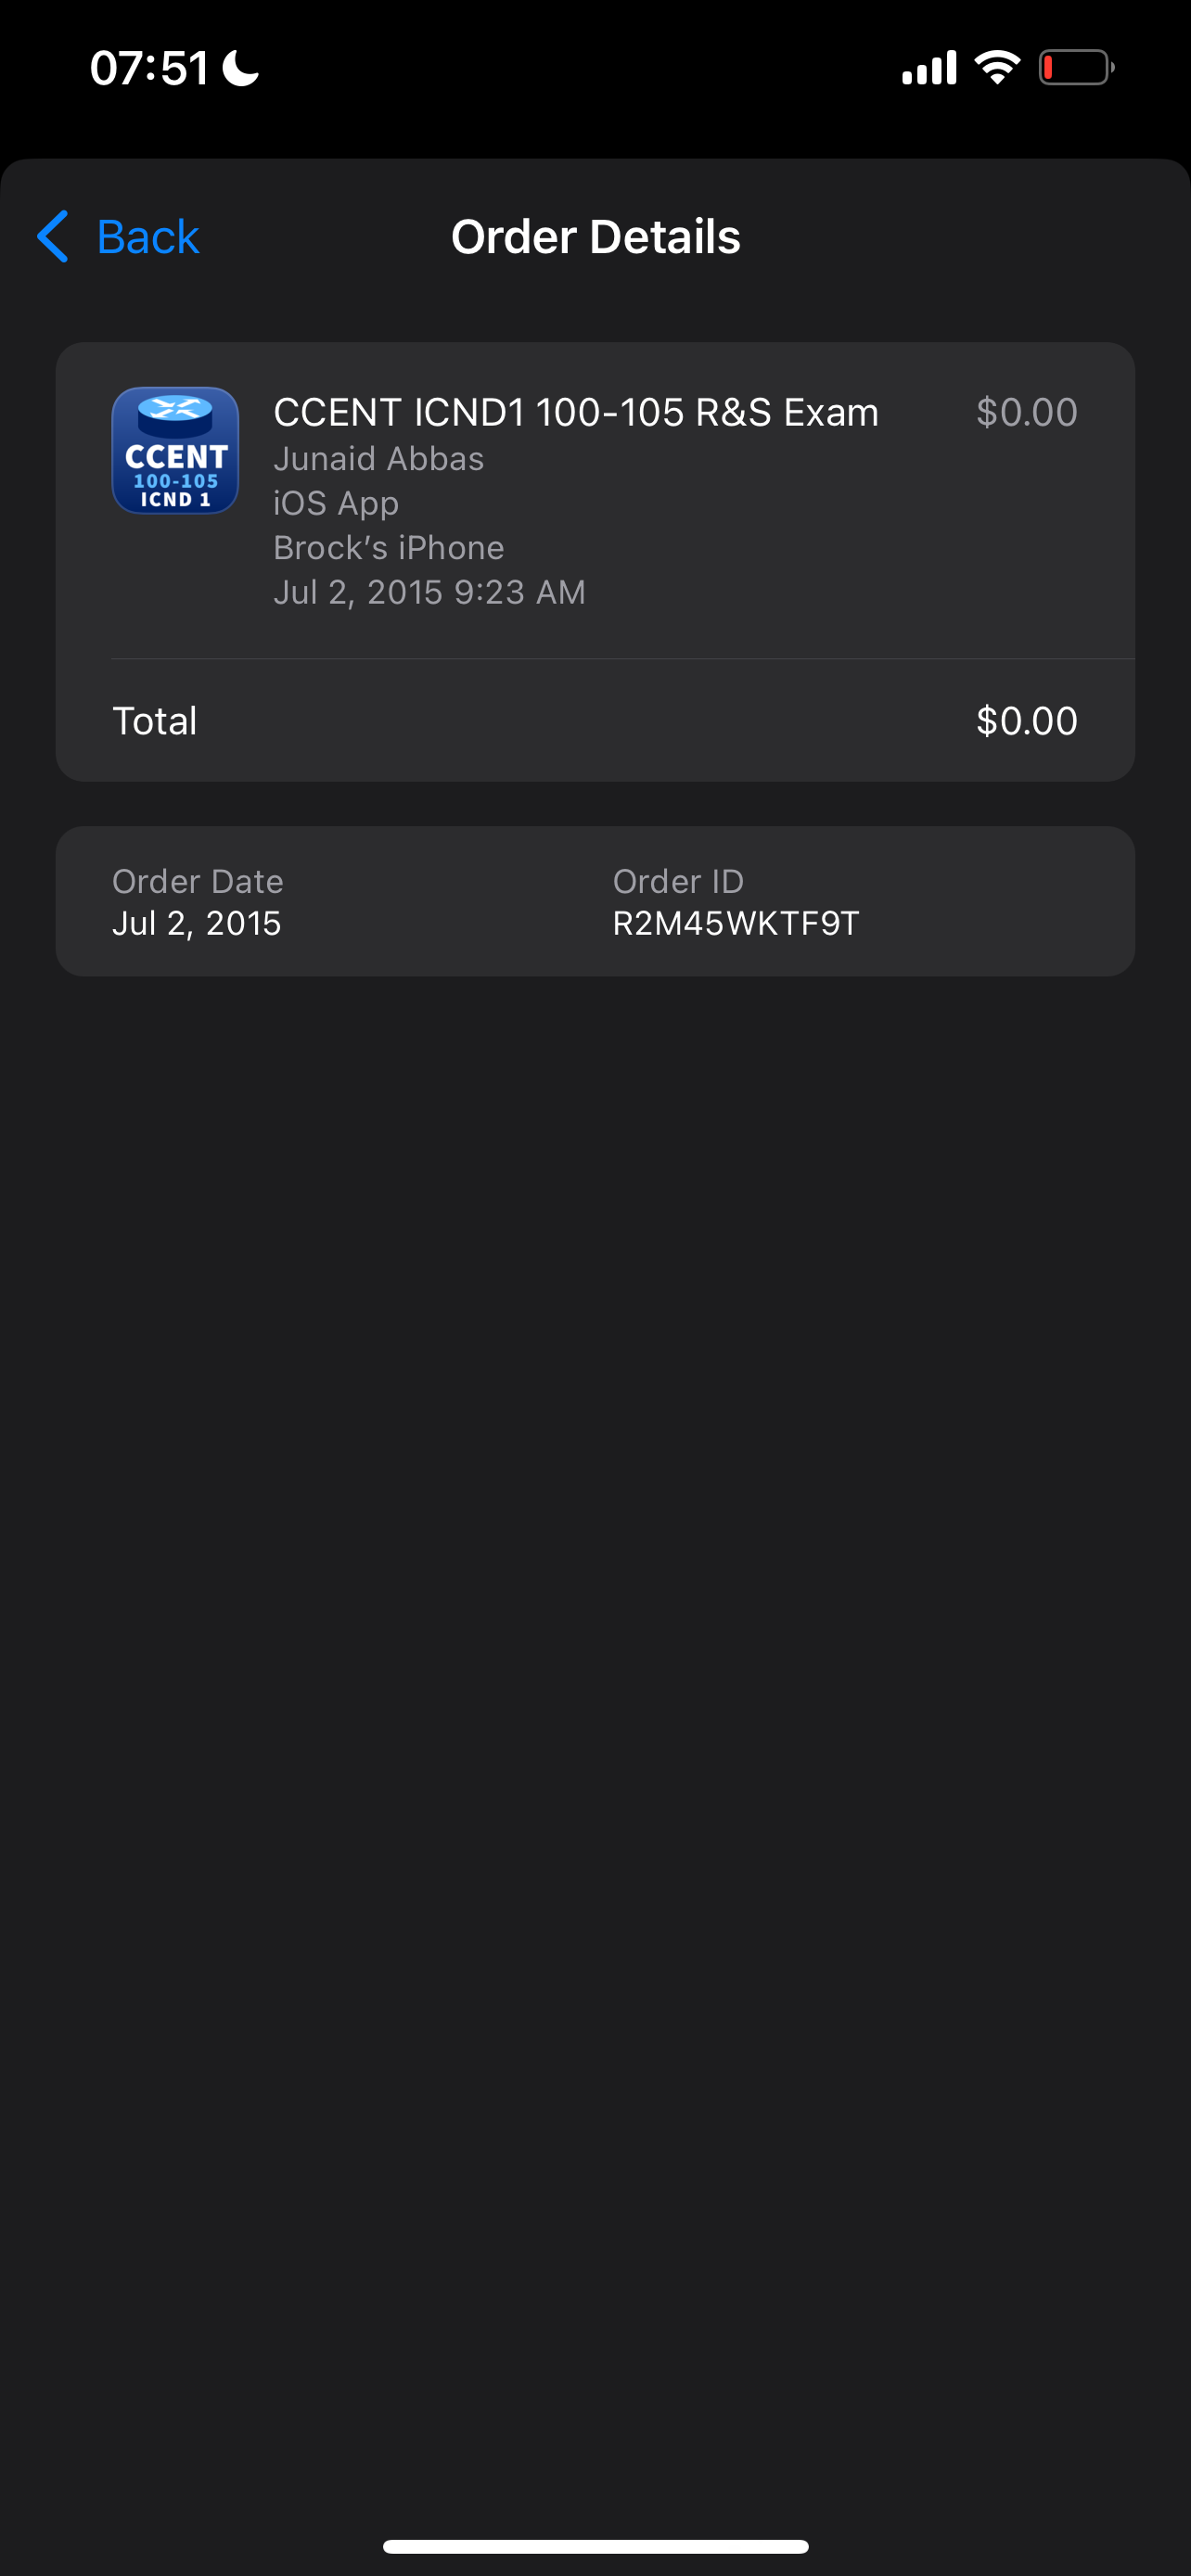 07:51
Back
Order Details
CCENT
100-105
ICND 1
CCENT ICND1 100-105 R&S Exam
$0.00
Junaid Abbas
iOS App
Brock’s iPhone
Jul 2, 2015 9:23 AM
Total
$0.00
Order Date
Order ID
Jul 2, 2015
R2M45WKTF9T